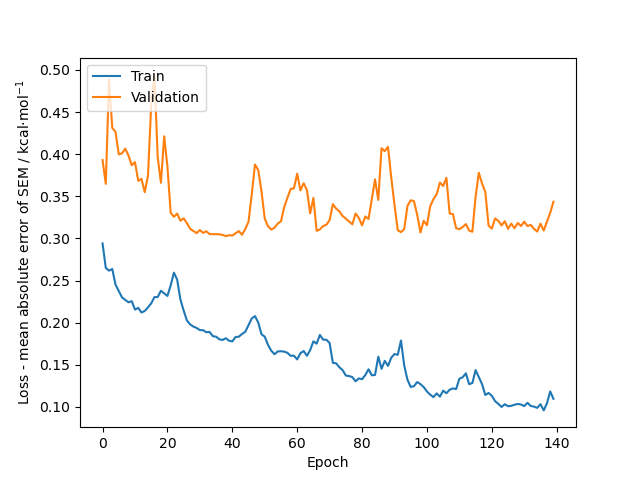 Train
Validation
0.50
0.45
0.40
0.35
0.30
0.25
0.20
0.15
0.10
Loss - mean absolute error of SEM / kcal·mol⁻¹
0 20 40 60 80 100 120 140
Epoch